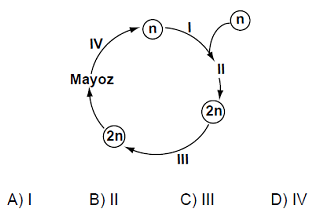 n
n
I
IV
II
Mayoz
2n
2n
III
A) I B) II C) III D) IV